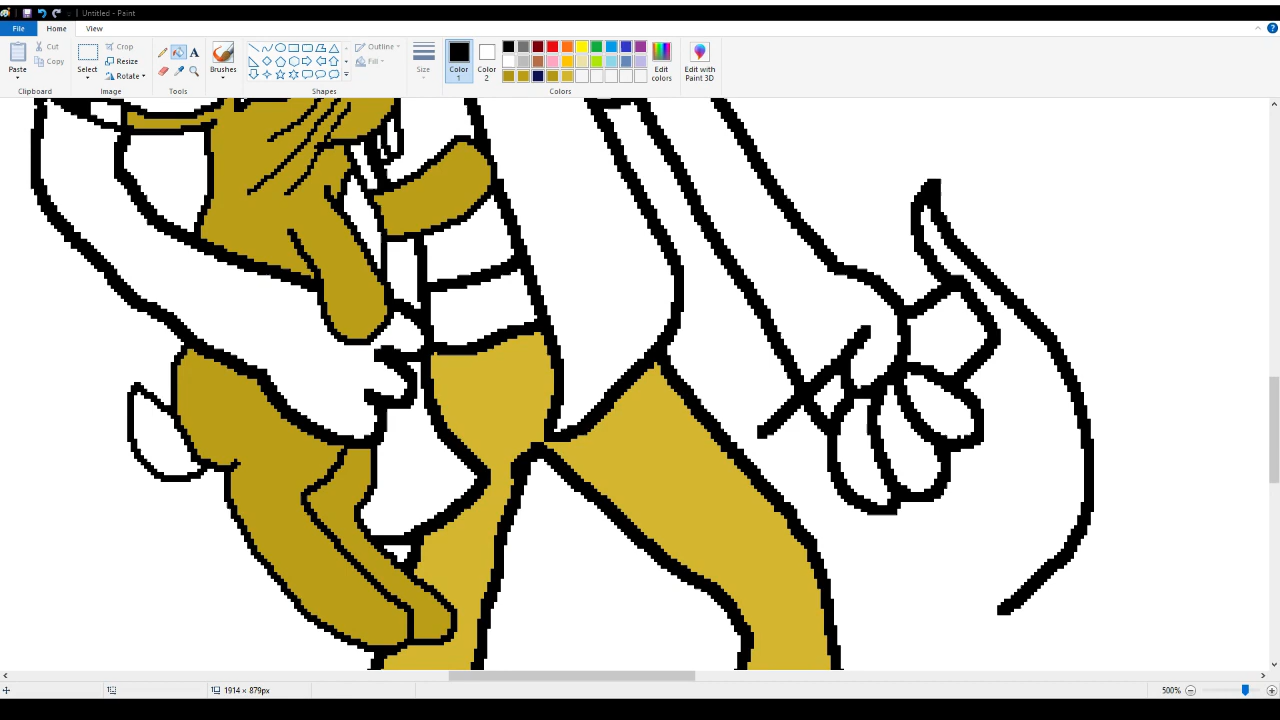 Untitled - Paint
File Home View
Paste Cut Copy Clipboard
Select Crop Resize Rotate Image
A Tools
Brushes
Outline Fill Shapes
Size
Color 1 Color 2 Edit colors Colors
Edit with Paint 3D
1914 × 879px 500%